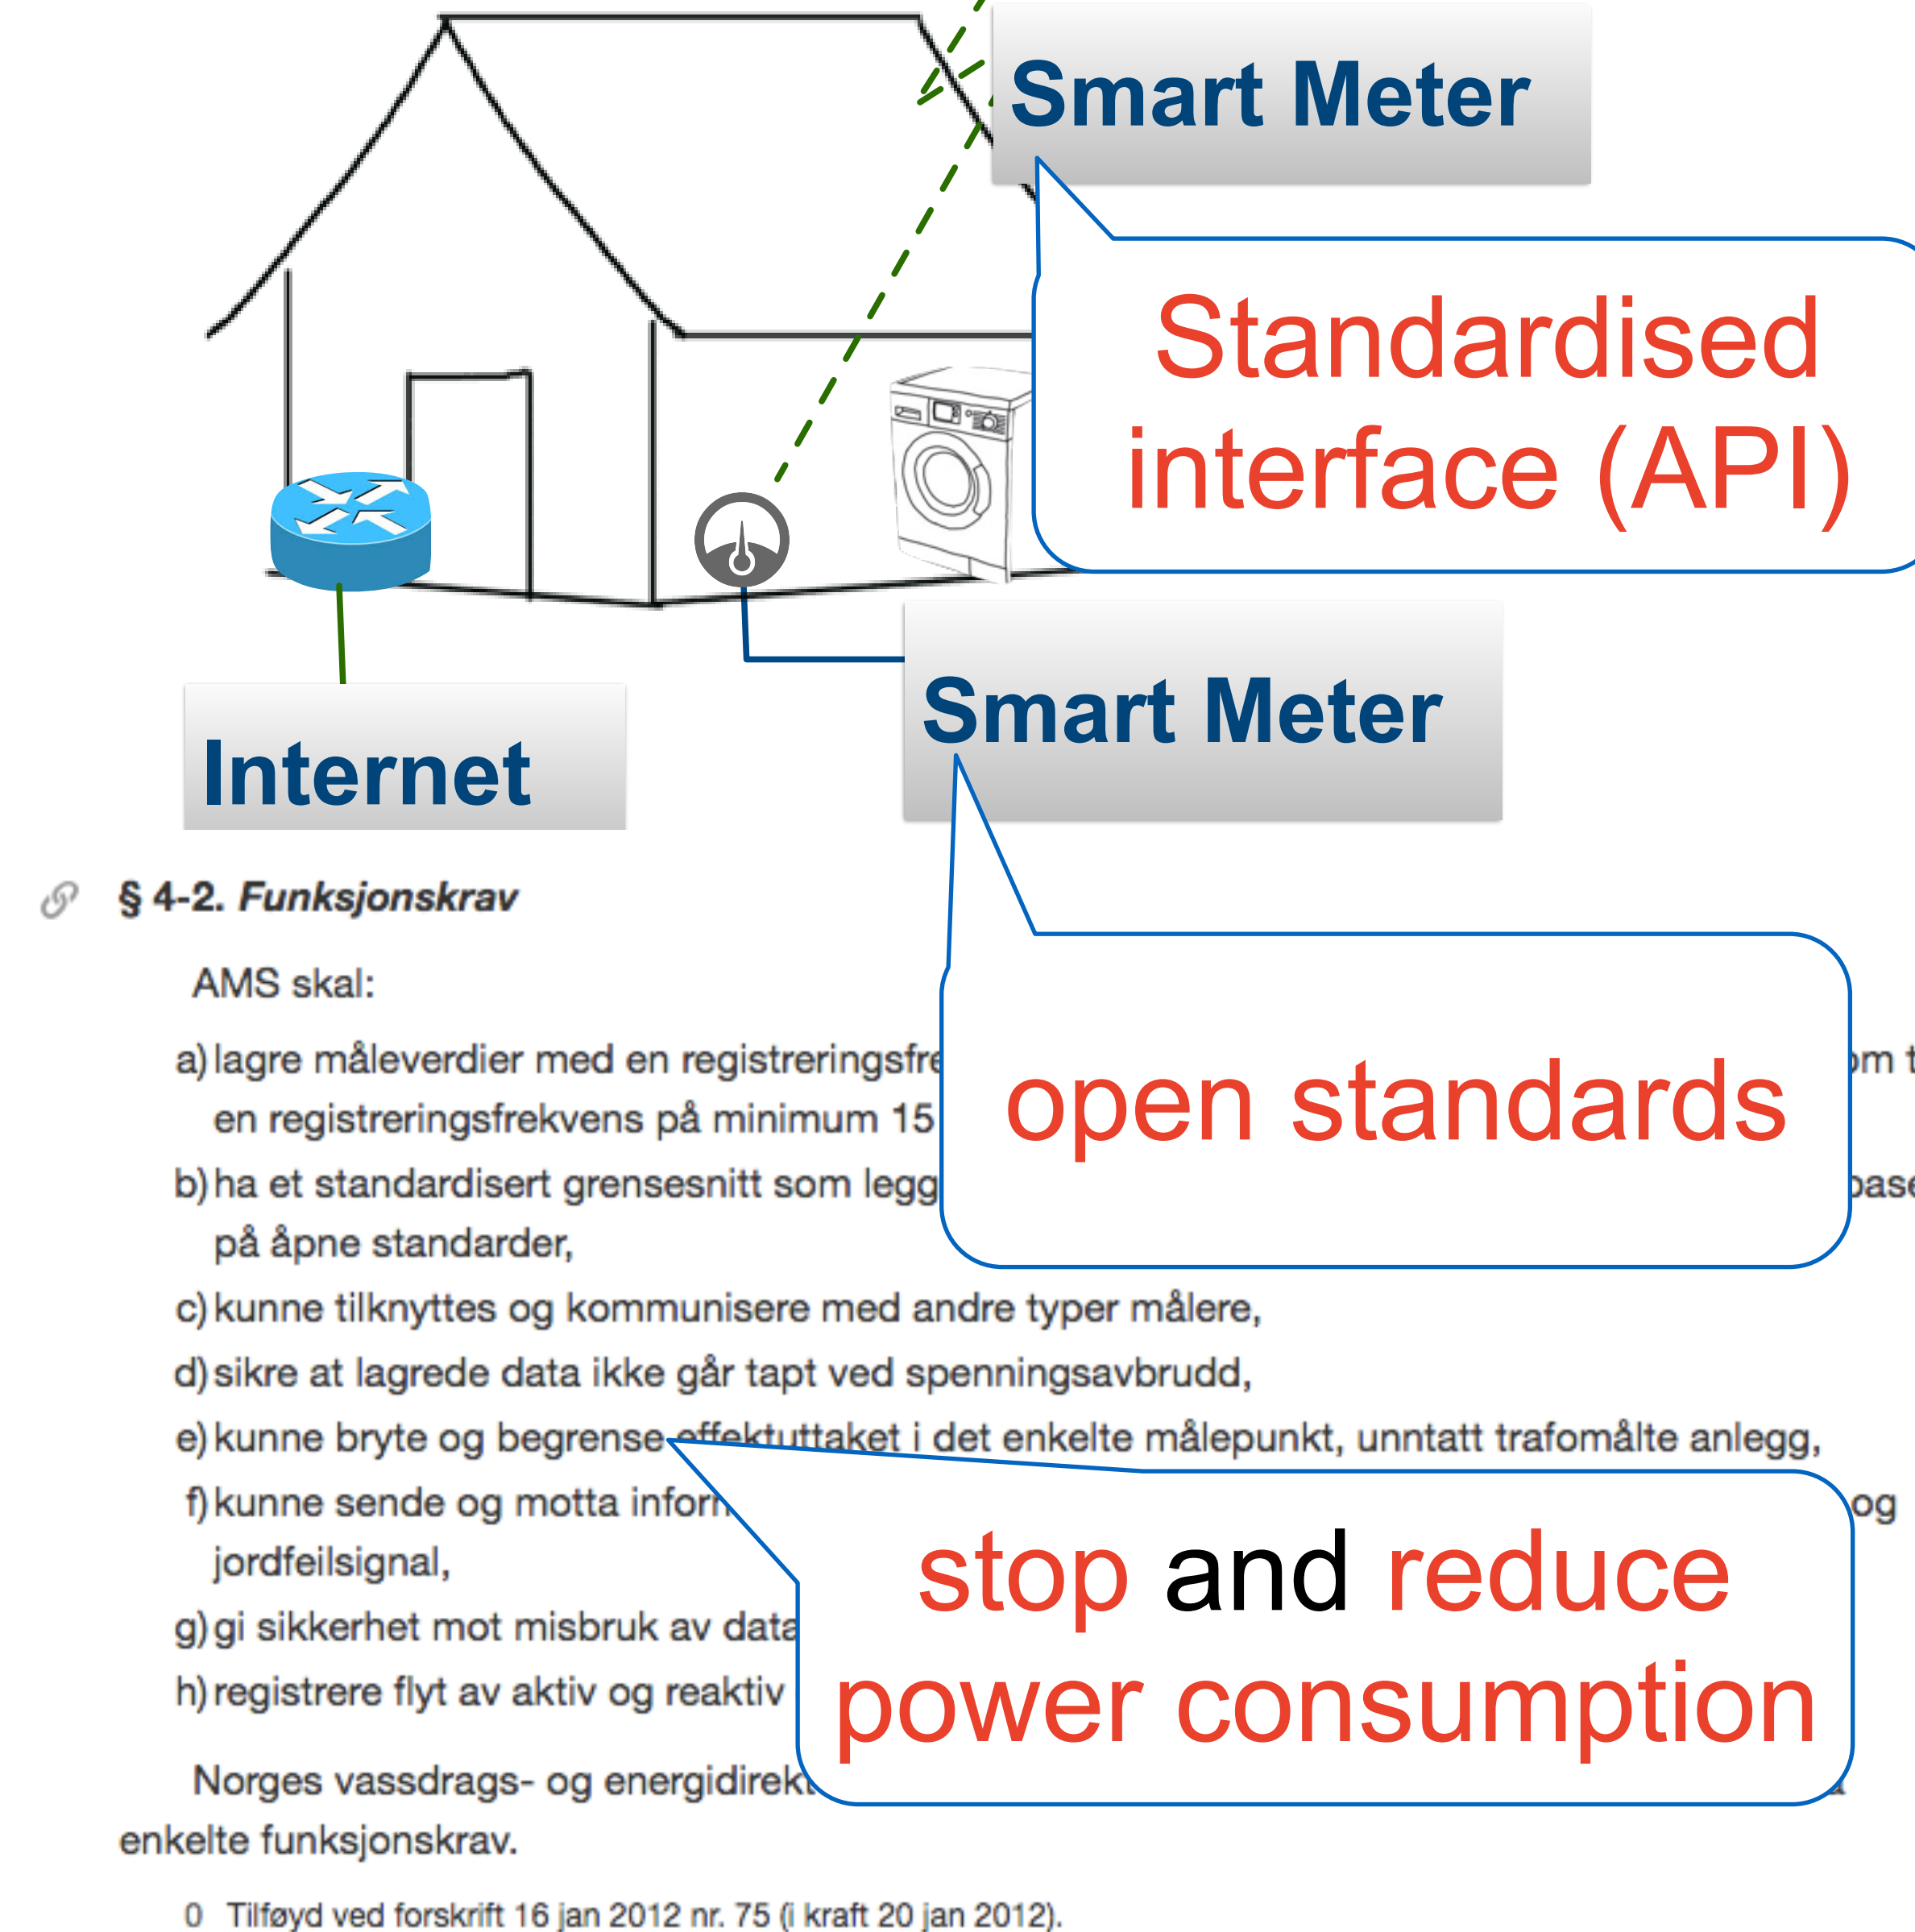 Smart Meter
Standardised
interface (API)
Smart Meter
Internet
§ 4-2. Funksjonskrav
AMS skal:
a) lagre måleverdier med en
en registreringsfrekvens på minimum 15
open standards
b) ha et standardisert grensesnitt som
på åpne standarder,
c) kunne tilknyttes og kommunisere med andre typer målere,
d) sikre at lagrede data ikke går tapt ved spenningsavbrudd,
e) kunne bryte og begrense effektuttaket i det enkelte målepunkt, unntatt trafomålte anlegg,
f) kunne sende og motta og
jordfeilsignal,
stop and reduce
power consumption
g) gi sikkerhet mot misbruk av data
h) registrere flyt av aktiv og reaktiv
Norges vassdrags- og
enkelte funksjonskrav.
0 Tilføyd ved forskrift 16 jan 2012 nr. 75 (i kraft 20 jan 2012).